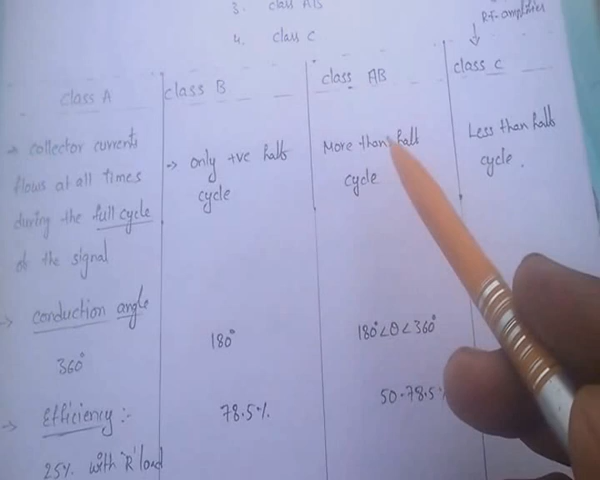 3. class AB
4. class C
RF-amplifier
class A
class B
class AB
class C
→ collector currents
flows at all times
during the full cycle
of the signal
→ only +ve half
cycle
More than half
cycle
Less than half
cycle.
→ conduction angle
360°
180°
180°<θ<360°
→ Efficiency :-
25% with 'R' load
78.5%
50-78.5